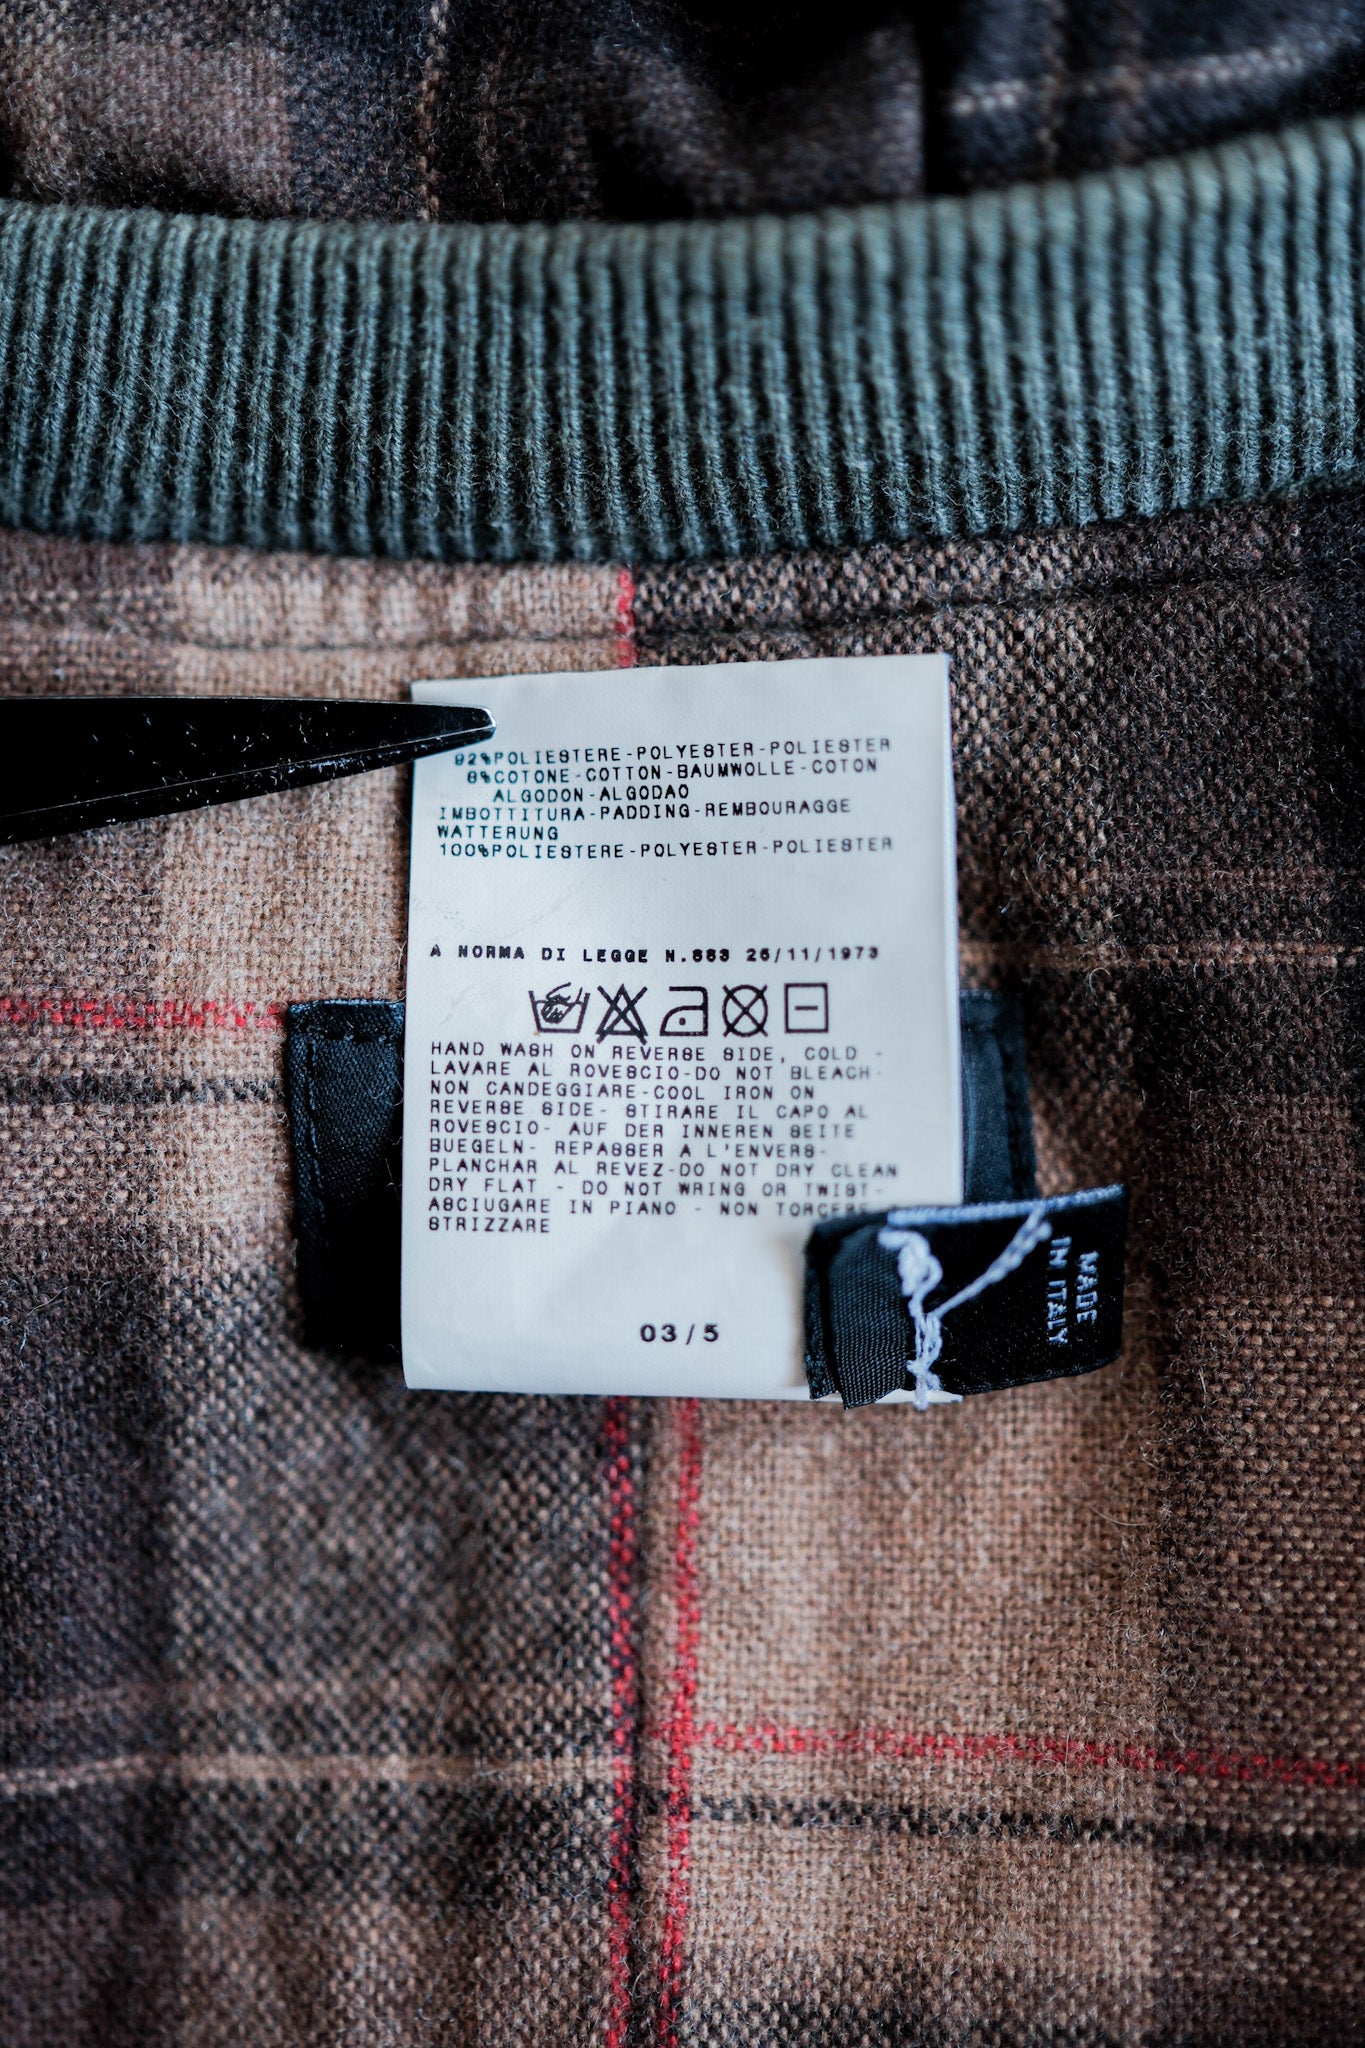 92%POLIESTERE-POLYESTER-POLIESTER
8%COTONE-COTTON-BAUMWOLLE-COTON
ALGODON-ALGODAO
IMBOTTITURA-PADDING-REMBOURAGGE
WATTERUNG
100%POLIESTERE-POLYESTER-POLIESTER
A NORMA DI LEGGE N.883 26/11/1973
HAND WASH ON REVERSE SIDE, COLD -
LAVARE AL ROVESCIO-DO NOT BLEACH-
NON CANDEGGIARE-COOL IRON ON
REVERSE SIDE- STIRARE IL CAPO AL
ROVESCIO- AUF DER INNEREN SEITE
BUEGELN- REPASSER A L'ENVERS-
PLANCHAR AL REVEZ-DO NOT DRY CLEAN
DRY FLAT - DO NOT WRING OR TWIST-
ASCIUGARE IN PIANO - NON TORCERE
STRIZZARE
03/5
MADE
IN ITALY